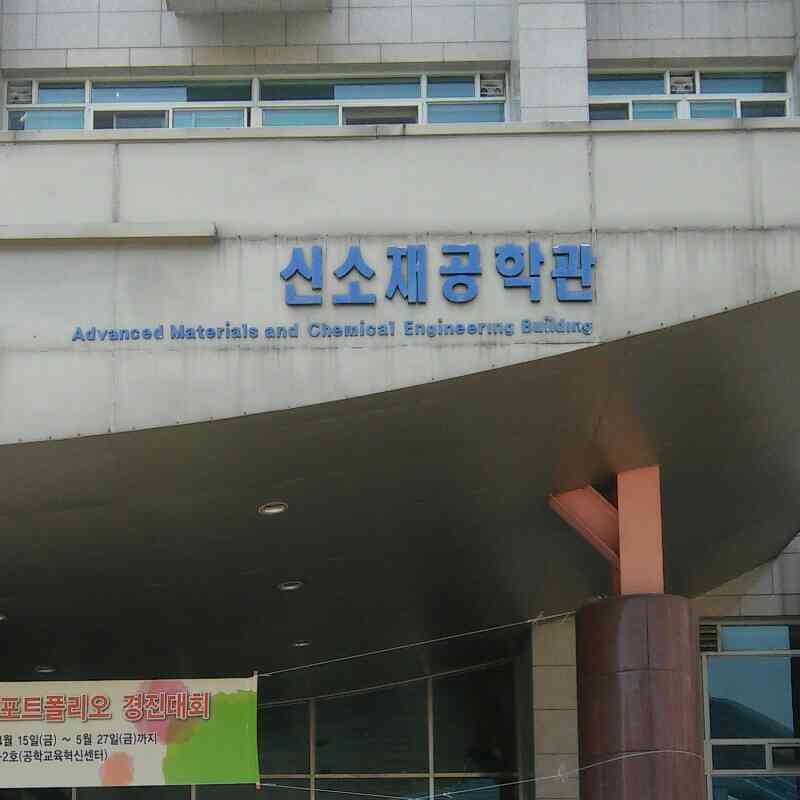 신소재공학관
Advanced Materials and Chemical Engineering Building
포트폴리오 경진대회
15일(금) ~ 5월 27일(금)까지
(공학교육혁신센터)